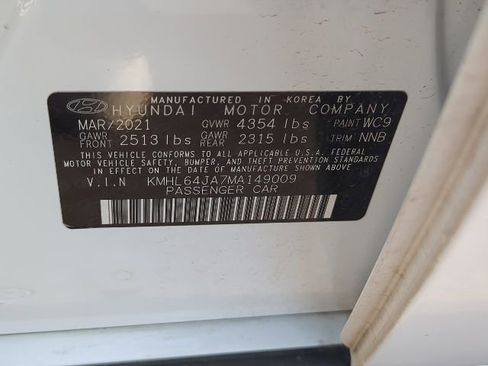 MANUFACTURED IN KOREA BY
HYUNDAI MOTOR COMPANY
MAR/2021 GVWR 4354 lbs PAINT WC9
GAWR FRONT 2513 lbs GAWR REAR 2315 lbs TRIM NNB
THIS VEHICLE CONFORMS TO ALL APPLICABLE U.S.A. FEDERAL
MOTOR VEHICLE SAFETY, BUMPER, AND THEFT PREVENTION STANDARDS
IN EFFECT ON THE DATE OF MANUFACTURE SHOWN ABOVE.
V.I.N KMHL64JA7MA149009
PASSENGER CAR